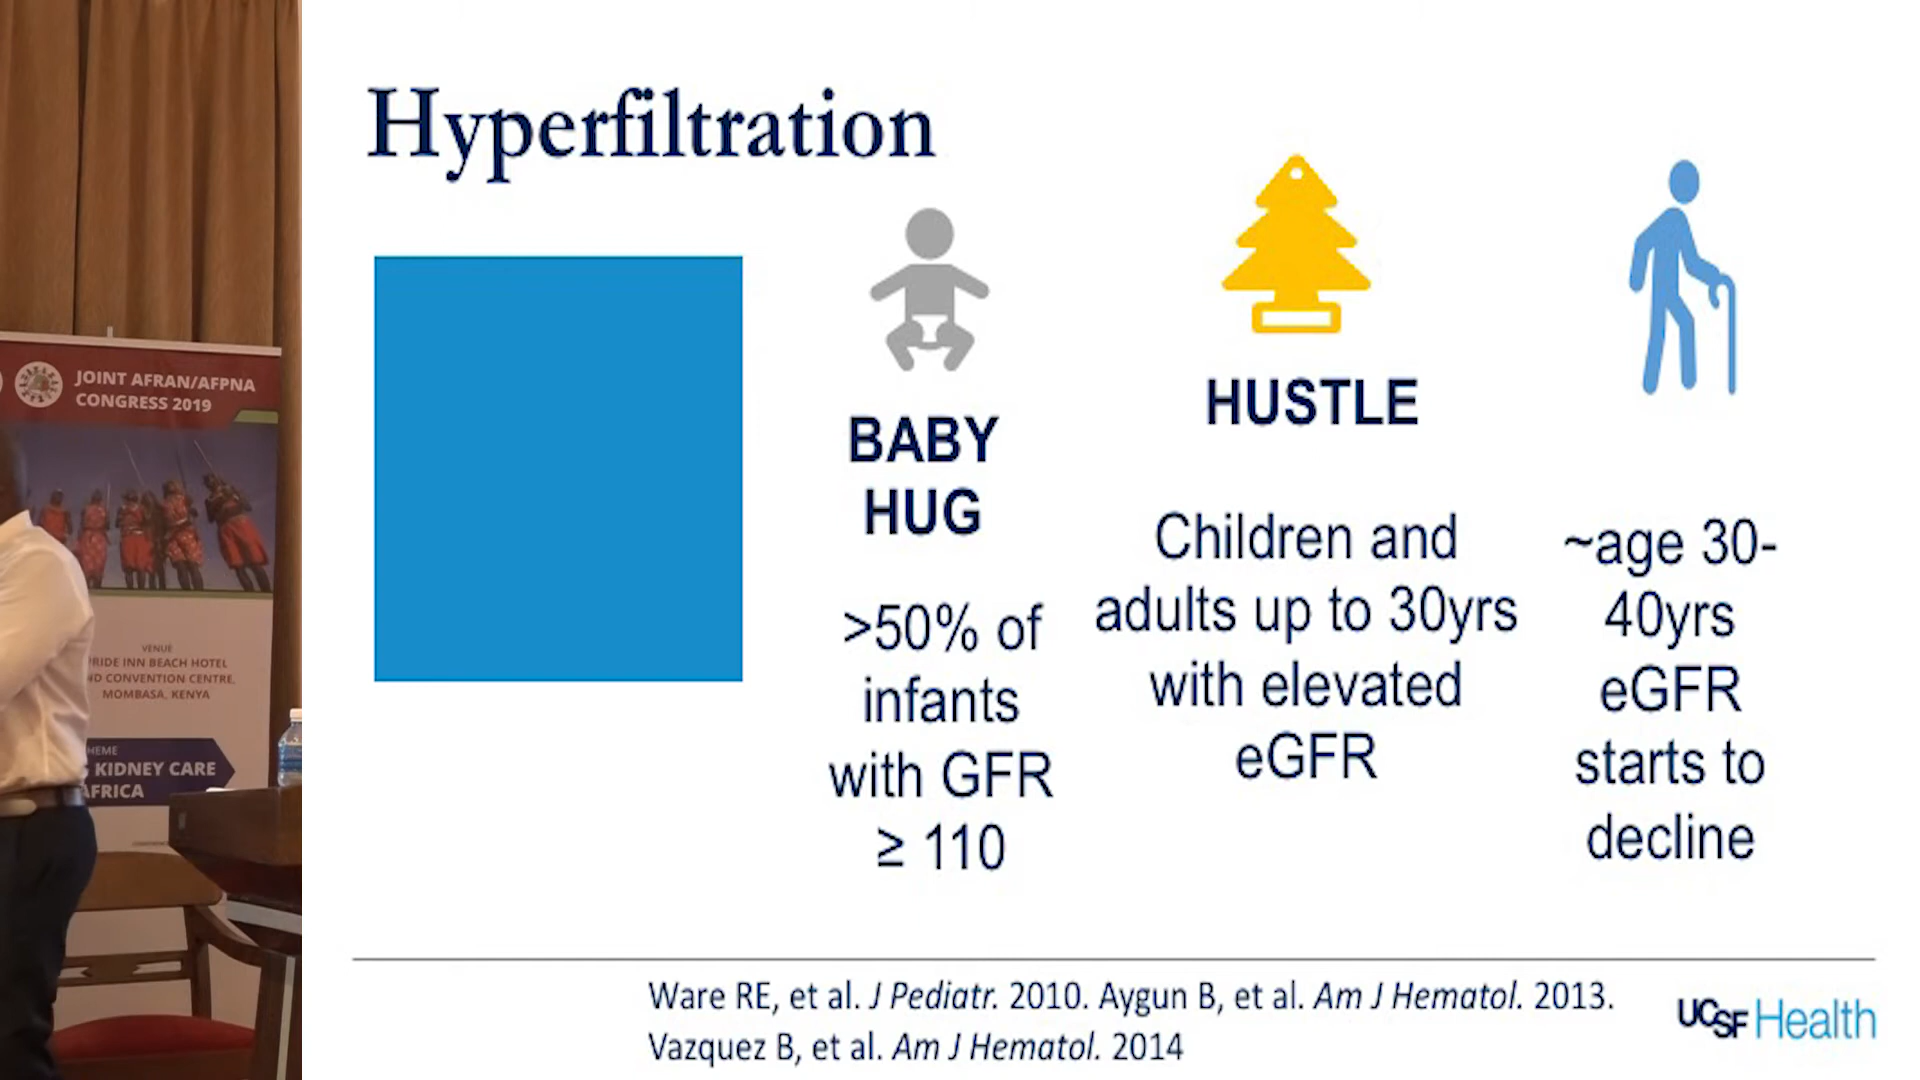 JOINT AFRAN/AFPNA
CONGRESS 2019
VENUE
RIDE INN BEACH HOTEL
ND CONVENTION CENTRE,
MOMBASA, KENYA
HEME
KIDNEY CARE
AFRICA
Hyperfiltration
BABY
HUG
>50% of
infants
with GFR
≥ 110
HUSTLE
Children and
adults up to 30yrs
with elevated
eGFR
~age 30-
40yrs
eGFR
starts to
decline
Ware RE, et al. J Pediatr. 2010. Aygun B, et al. Am J Hematol. 2013.
Vazquez B, et al. Am J Hematol. 2014
UCSF Health